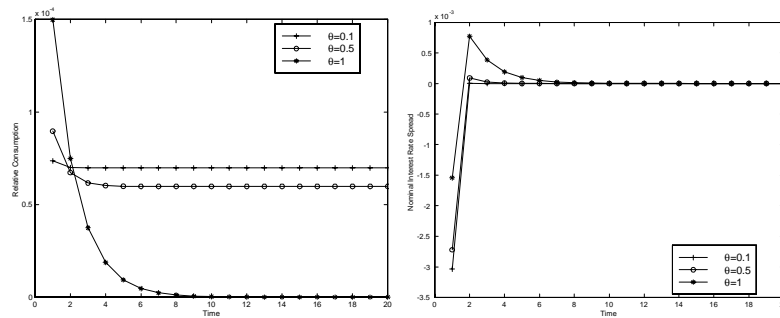 x 10⁻⁴
1.5
1
0.5
0
Relative Consumption
0 2 4 6 8 10 12 14 16 18 20
Time
θ=0.1
θ=0.5
θ=1
x 10⁻³
1
0.5
0
-0.5
-1
-1.5
-2
-2.5
-3
-3.5
Nominal Interest Rate Spread
0 2 4 6 8 10 12 14 16 18
Time
θ=0.1
θ=0.5
θ=1